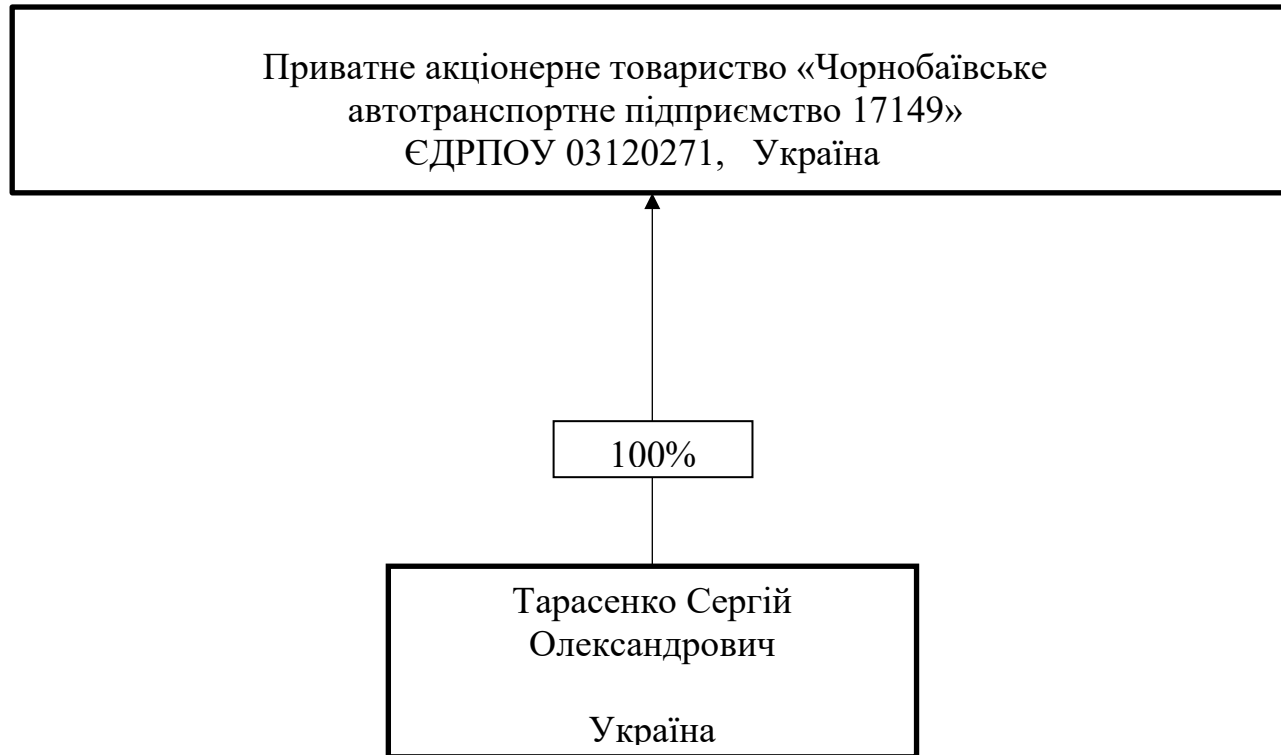 Приватне акціонерне товариство «Чорнобаївське
автотранспортне підприємство 17149»
ЄДРПОУ 03120271, Україна
100%
Тарасенко Сергій
Олександрович
Україна